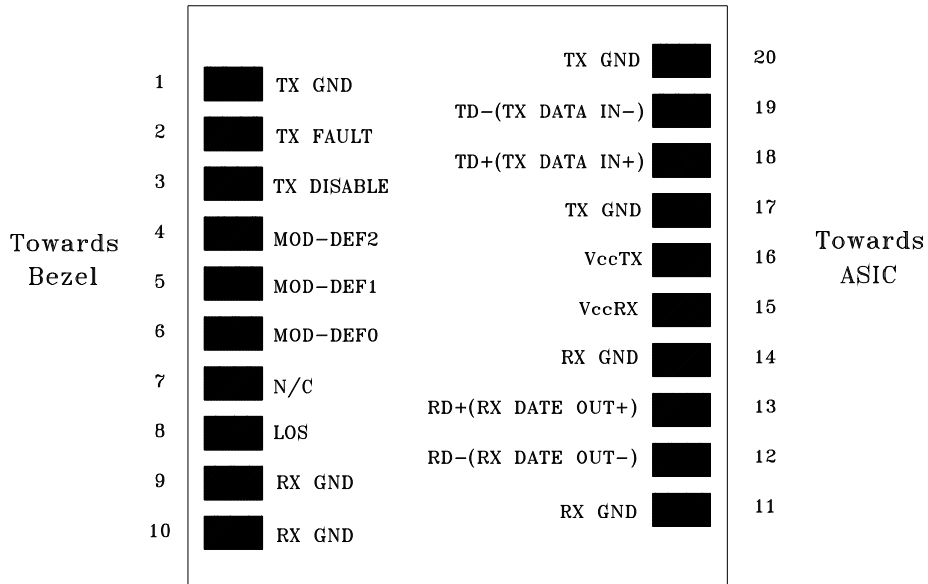 Towards
Bezel
1 TX GND
2 TX FAULT
3 TX DISABLE
4 MOD-DEF2
5 MOD-DEF1
6 MOD-DEF0
7 N/C
8 LOS
9 RX GND
10 RX GND
TX GND 20
TD-(TX DATA IN-) 19
TD+(TX DATA IN+) 18
TX GND 17
VccTX 16
VccRX 15
RX GND 14
RD+(RX DATE OUT+) 13
RD-(RX DATE OUT-) 12
RX GND 11
Towards
ASIC